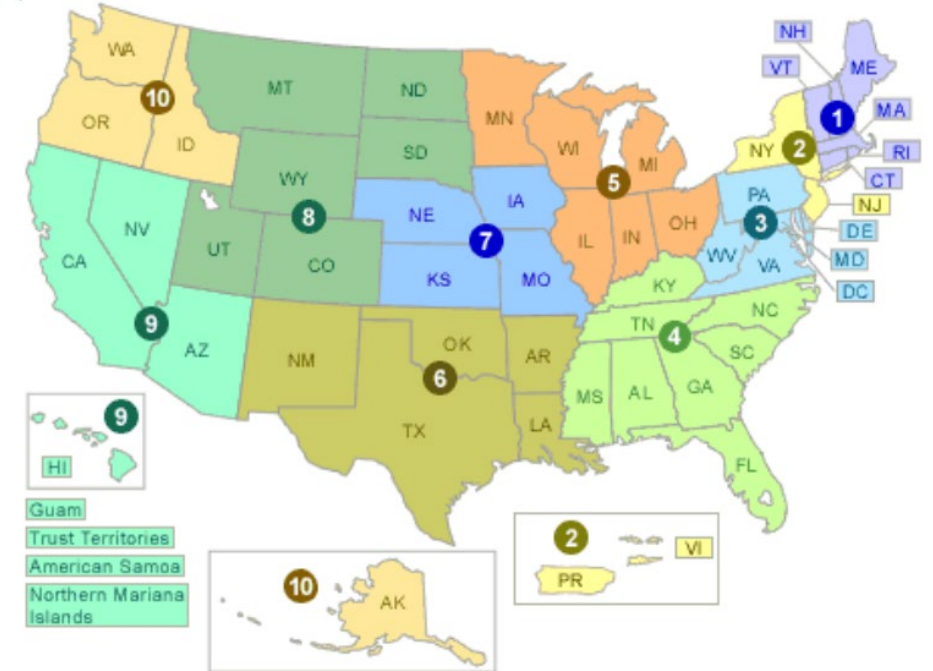 NH
WA
MT
ND
MN
VT
ME
10
OR
ID
SD
WI
MI
NY
2
1
MA
RI
CT
WY
5
PA
NJ
8
NE
IA
3
DE
NV
UT
CO
7
IL
IN
OH
WV
VA
MD
DC
CA
KS
MO
KY
NC
9
AZ
NM
OK
AR
TN
4
SC
6
MS
AL
GA
TX
LA
FL
9
HI
Guam
Trust Territories
American Samoa
Northern Mariana
Islands
10
AK
2
VI
PR